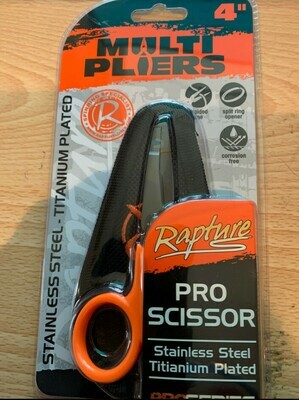 4"
MULTI
PLIERS
STAINLESS STEEL - TITANIUM PLATED
R
split ring
opener
corrosion
free
Rapture
PRO
SCISSOR
Stainless Steel
Titanium Plated
PROSERIES